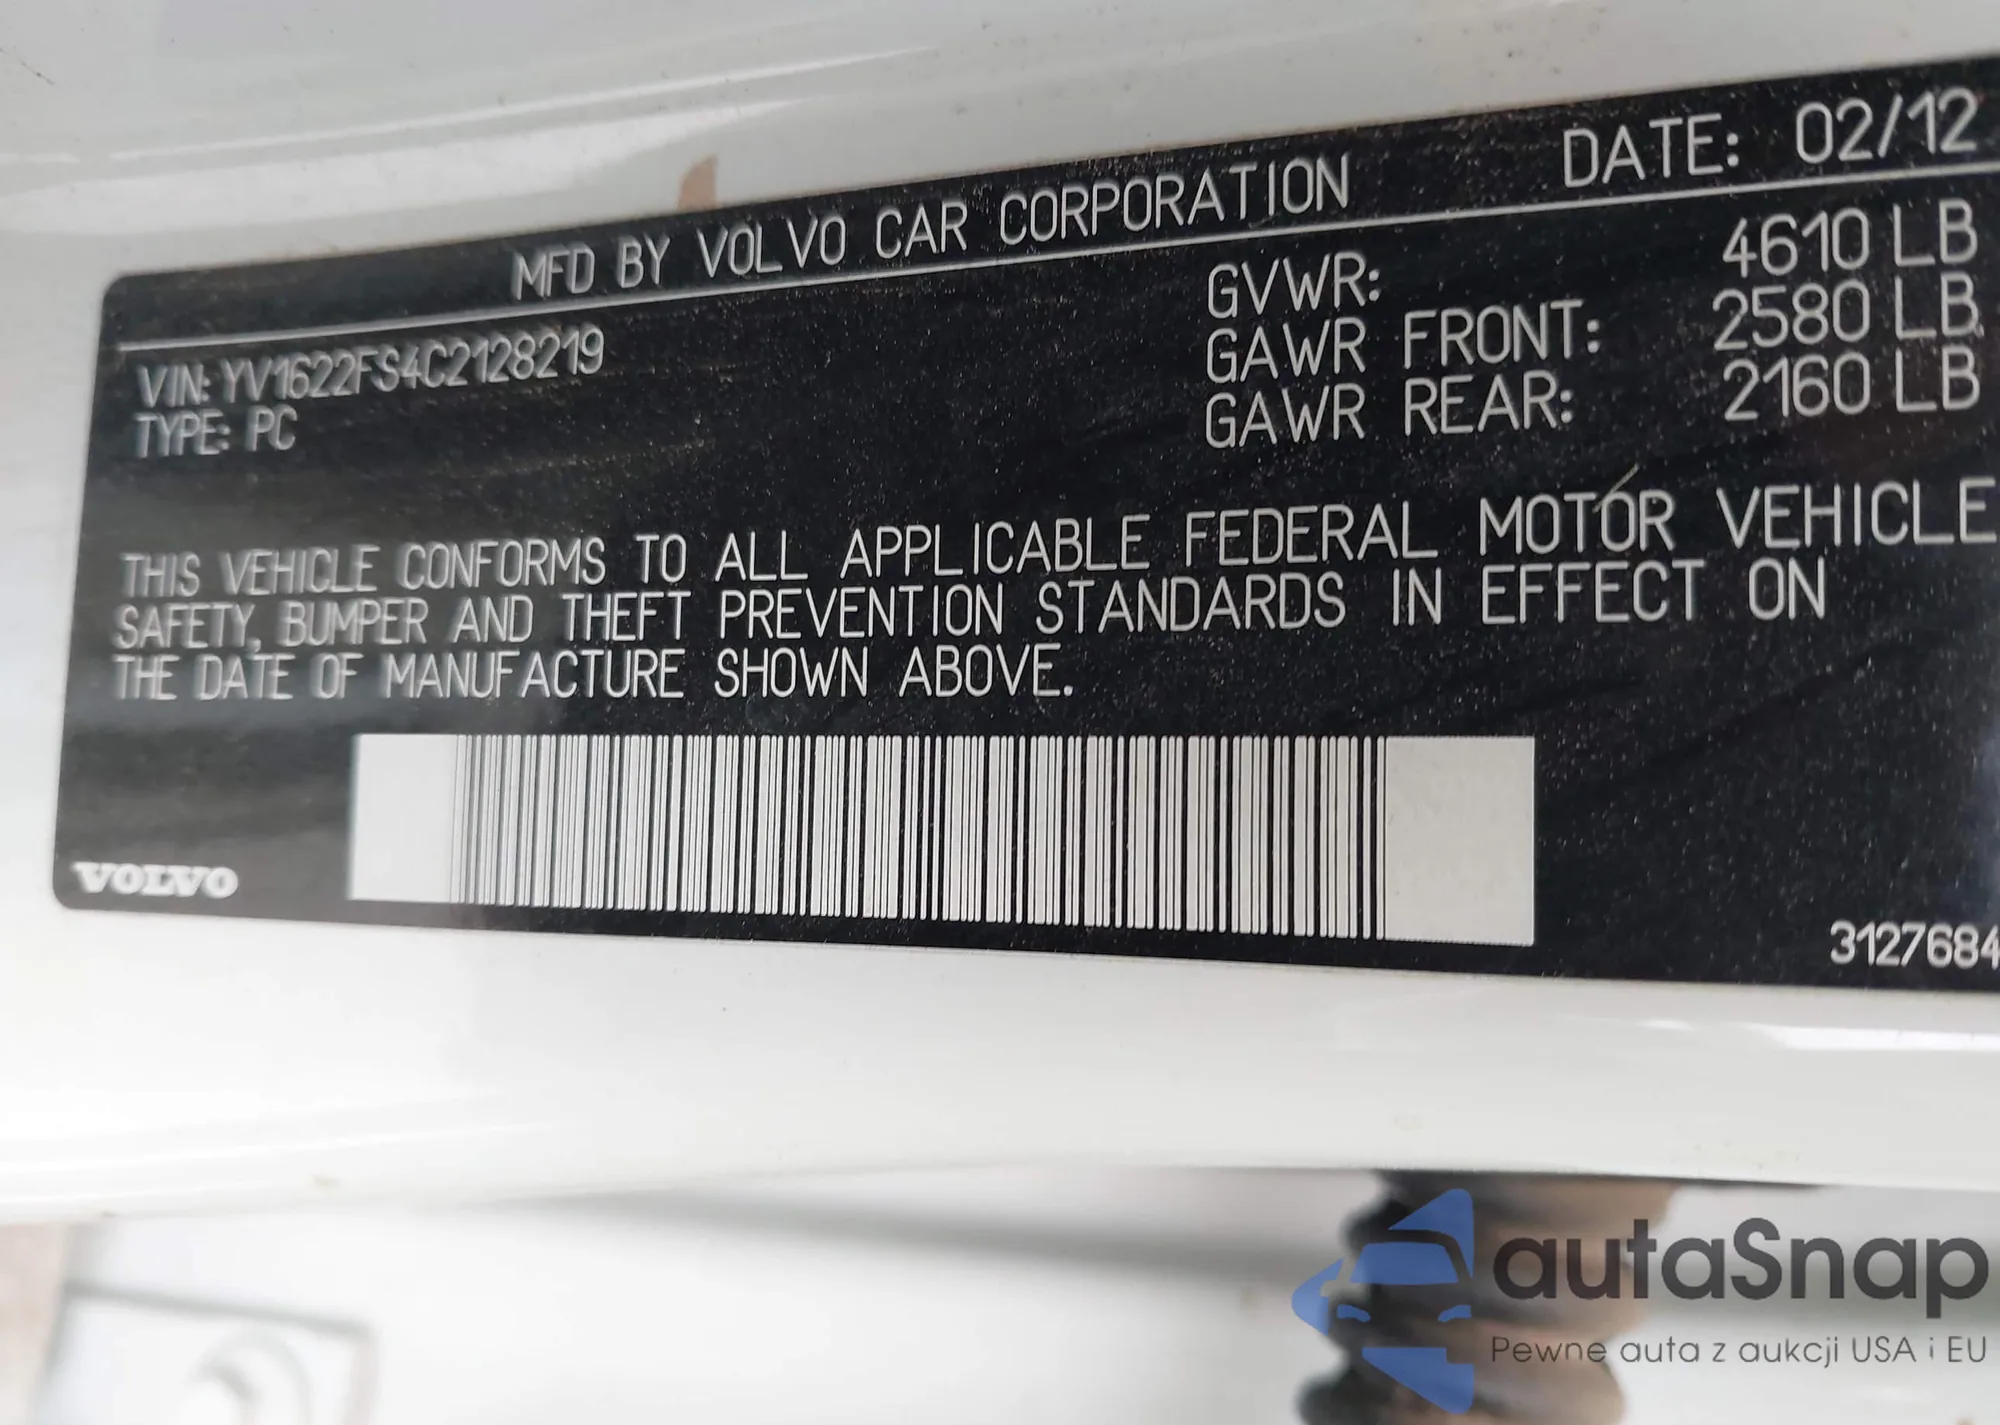 MFD BY VOLVO CAR CORPORATION DATE: 02/12
VIN: YV1622FS4C2128219
TYPE: PC
GVWR: 4610 LB
GAWR FRONT: 2580 LB
GAWR REAR: 2160 LB
THIS VEHICLE CONFORMS TO ALL APPLICABLE FEDERAL MOTOR VEHICLE
SAFETY, BUMPER AND THEFT PREVENTION STANDARDS IN EFFECT ON
THE DATE OF MANUFACTURE SHOWN ABOVE.
VOLVO
3127684
autaSnap
Pewne auta z aukcji USA i EU